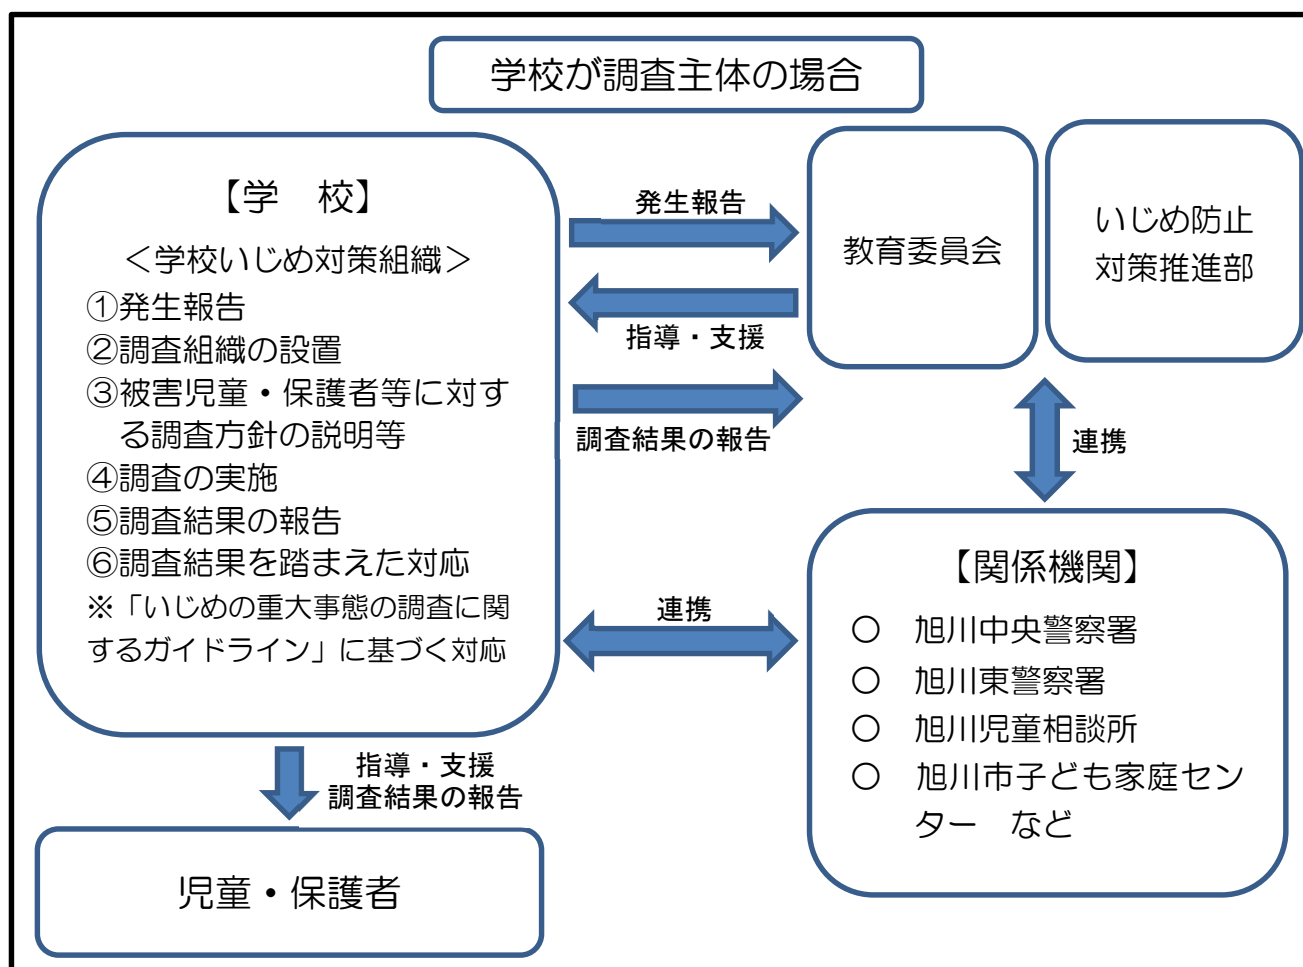 学校が調査主体の場合
【学　校】
＜学校いじめ対策組織＞
①発生報告
②調査組織の設置
③被害児童・保護者等に対す
る調査方針の説明等
④調査の実施
⑤調査結果の報告
⑥調査結果を踏まえた対応
※「いじめの重大事態の調査に関
するガイドライン」に基づく対応
発生報告
指導・支援
調査結果の報告
教育委員会
いじめ防止
対策推進部
連携
連携
【関係機関】
○　旭川中央警察署
○　旭川東警察署
○　旭川児童相談所
○　旭川市子ども家庭セン
ター　など
指導・支援
調査結果の報告
児童・保護者